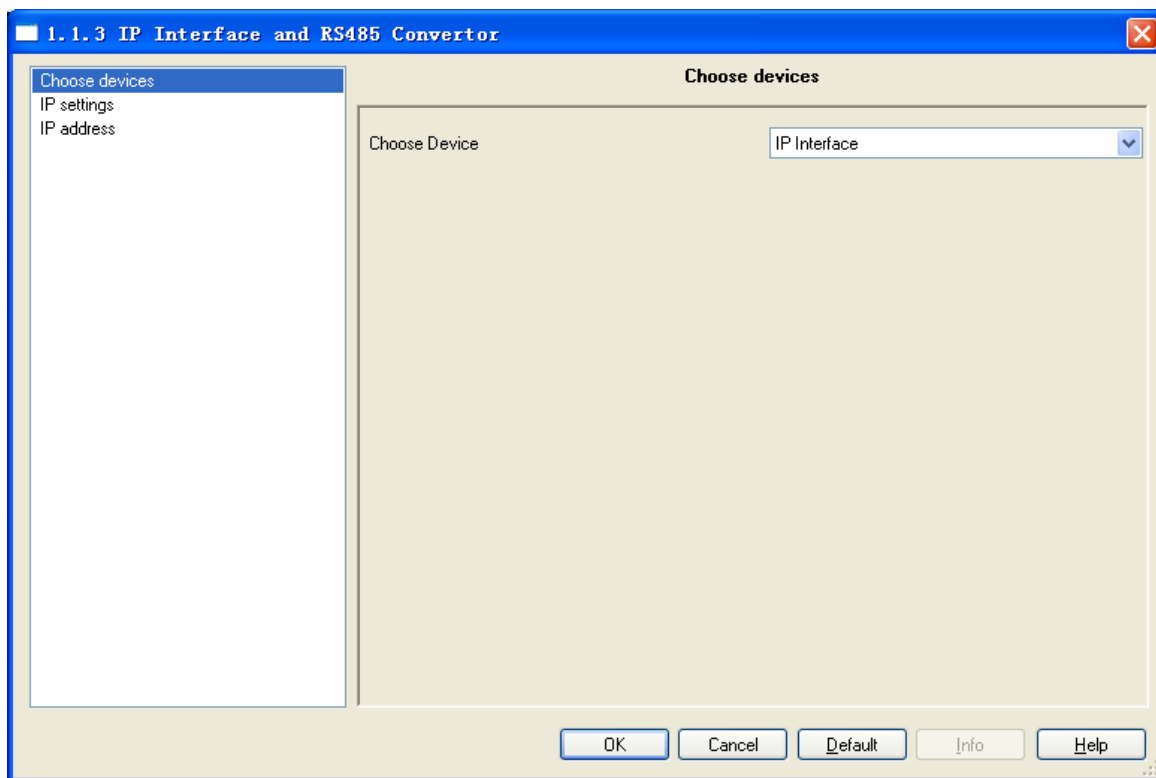 1.1.3 IP Interface and RS485 Convertor
Choose devices
IP settings
IP address
Choose devices
Choose Device
IP Interface
OK
Cancel
Default
Info
Help